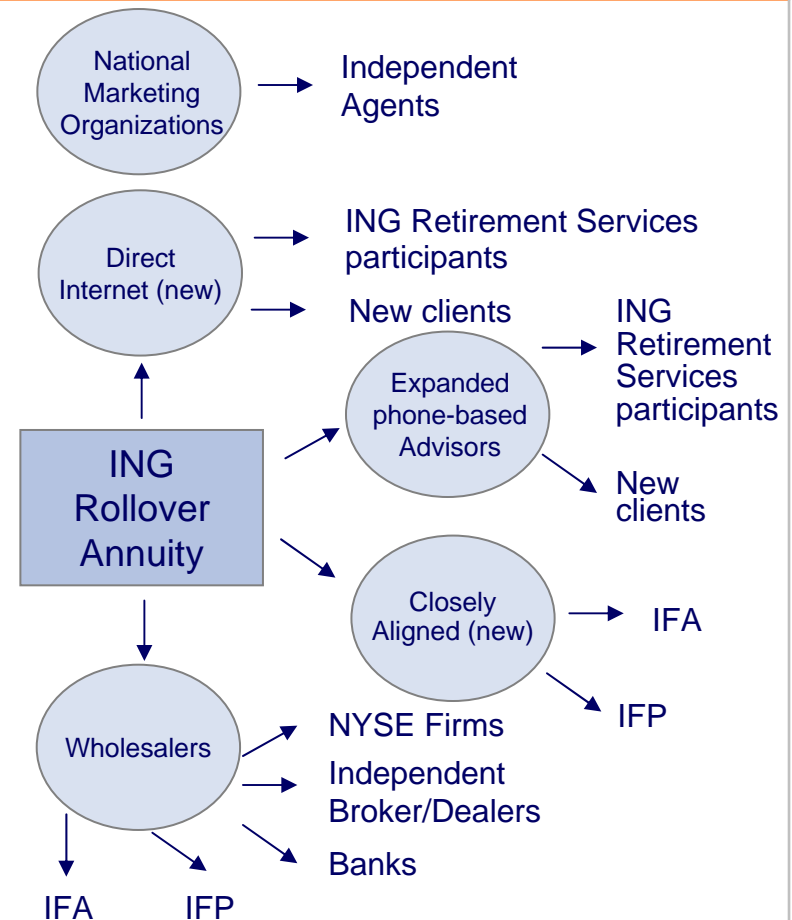 National
Marketing
Organizations
Independent
Agents
Direct
Internet (new)
ING Retirement Services
participants
New clients
Expanded
phone-based
Advisors
ING
Retirement
Services
participants
New
clients
ING
Rollover
Annuity
Closely
Aligned (new)
IFA
IFP
Wholesalers
NYSE Firms
Independent
Broker/Dealers
Banks
IFA
IFP